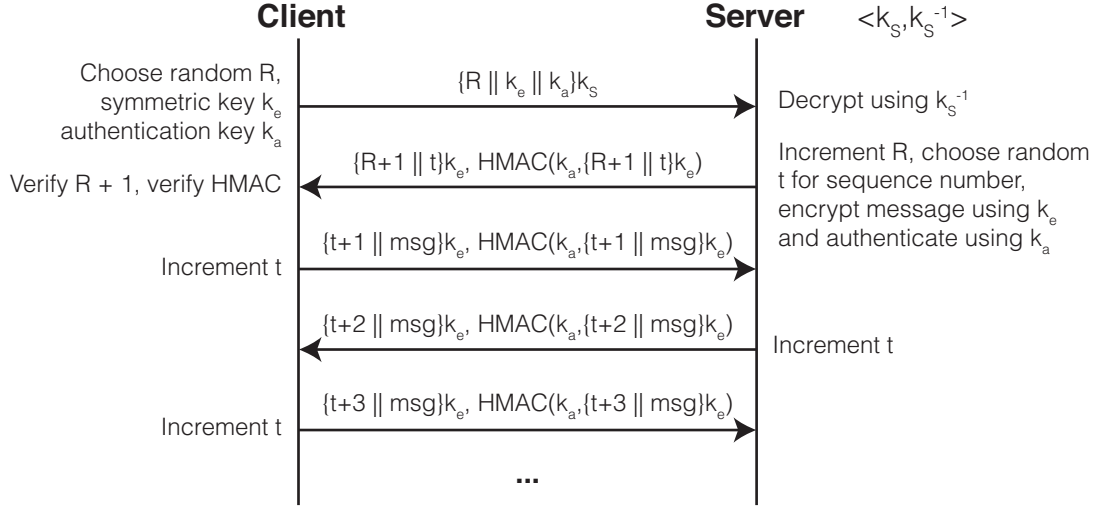 Client
Server
<k_S,k_S^-1>
Choose random R,
symmetric key k_e
authentication key k_a
{R || k_e || k_a}k_S
Decrypt using k_S^-1
{R+1 || t}k_e, HMAC(k_a,{R+1 || t}k_e)
Verify R + 1, verify HMAC
Increment R, choose random
t for sequence number,
encrypt message using k_e
and authenticate using k_a
{t+1 || msg}k_e, HMAC(k_a,{t+1 || msg}k_e)
Increment t
{t+2 || msg}k_e, HMAC(k_a,{t+2 || msg}k_e)
Increment t
{t+3 || msg}k_e, HMAC(k_a,{t+3 || msg}k_e)
Increment t
...